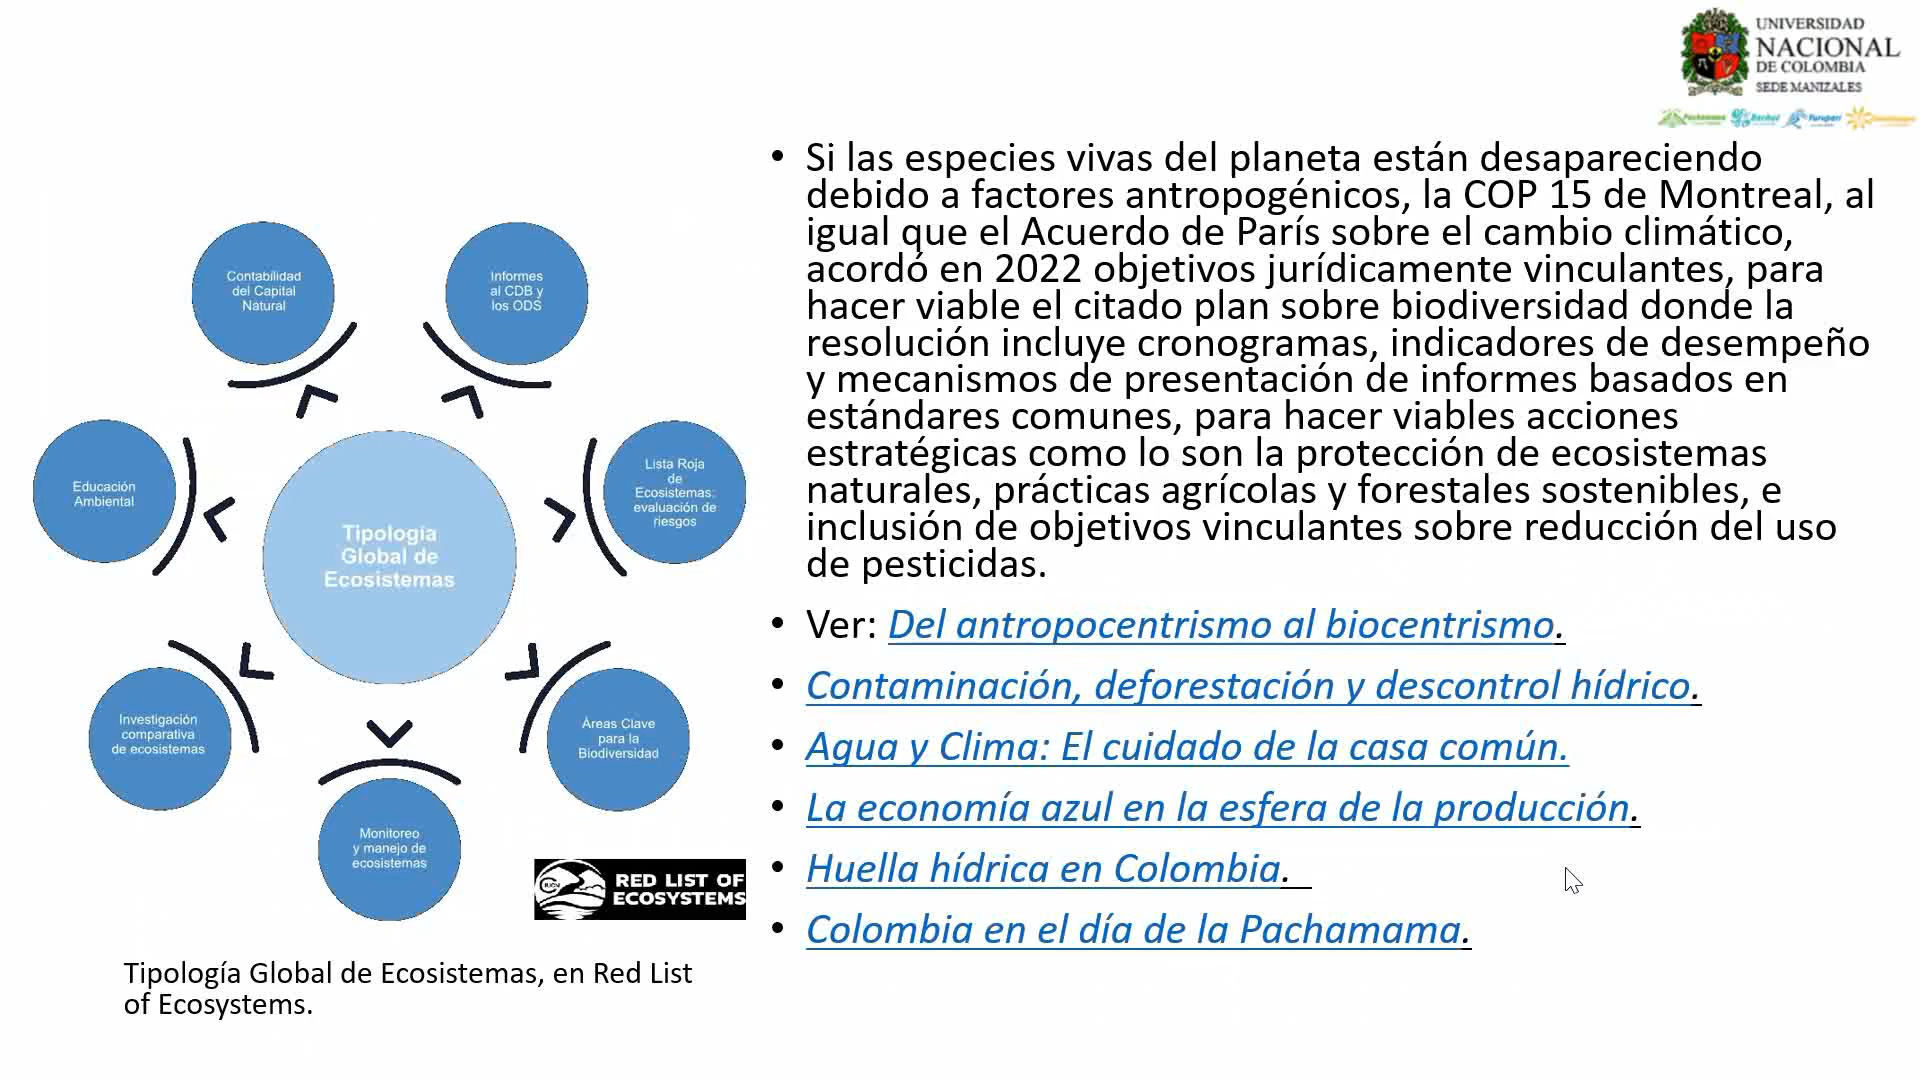 UNIVERSIDAD
NACIONAL
DE COLOMBIA
SEDE MANIZALES
Contabilidad
del Capital
Natural
Informes
al CDB y
los ODS
Educación
Ambiental
Lista Roja
de
Ecosistemas:
evaluación de
riesgos
Tipología
Global de
Ecosistemas
Investigación
comparativa
de ecosistemas
Áreas Clave
para la
Biodiversidad
Monitoreo
y manejo de
ecosistemas
IUCN
RED LIST OF
ECOSYSTEMS
Tipología Global de Ecosistemas, en Red List
of Ecosystems.
• Si las especies vivas del planeta están desapareciendo
debido a factores antropogénicos, la COP 15 de Montreal, al
igual que el Acuerdo de París sobre el cambio climático,
acordó en 2022 objetivos jurídicamente vinculantes, para
hacer viable el citado plan sobre biodiversidad donde la
resolución incluye cronogramas, indicadores de desempeño
y mecanismos de presentación de informes basados en
estándares comunes, para hacer viables acciones
estratégicas como lo son la protección de ecosistemas
naturales, prácticas agrícolas y forestales sostenibles, e
inclusión de objetivos vinculantes sobre reducción del uso
de pesticidas.
• Ver: Del antropocentrismo al biocentrismo.
• Contaminación, deforestación y descontrol hídrico.
• Agua y Clima: El cuidado de la casa común.
• La economía azul en la esfera de la producción.
• Huella hídrica en Colombia.
• Colombia en el día de la Pachamama.